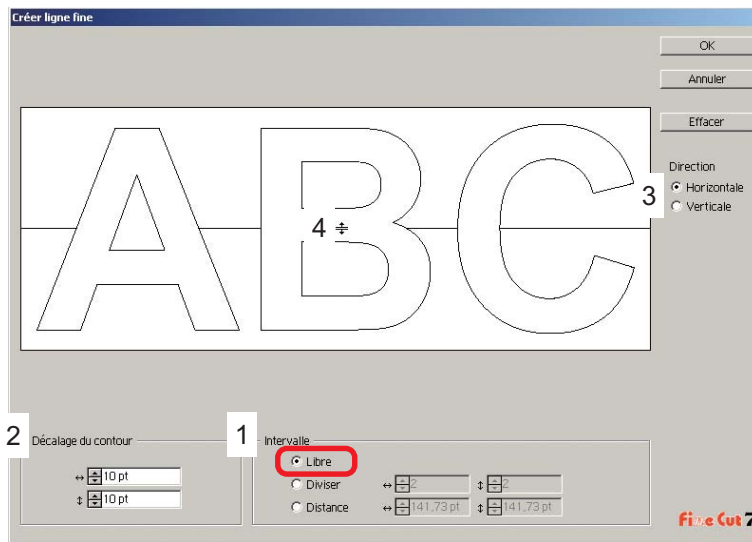 Créer ligne fine
OK
Annuler
Effacer
Direction
3 Horizontale
Verticale
ABC
4
2 Décalage du contour
10 pt
10 pt
1 Intervalle
Libre
Diviser 2 2
Distance 141,73 pt 141,73 pt
Fine Cut 7